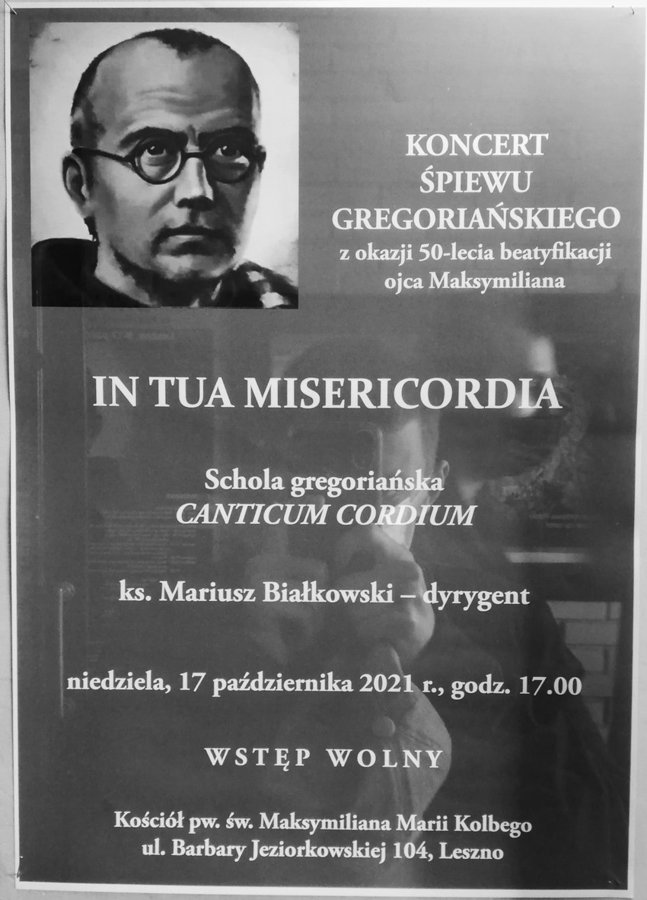 KONCERT
ŚPIEWU
GREGORIAŃSKIEGO
z okazji 50-lecia beatyfikacji
ojca Maksymiliana
IN TUA MISERICORDIA
Schola gregoriańska
CANTICUM CORDIUM
ks. Mariusz Białkowski – dyrygent
niedziela, 17 października 2021 r., godz. 17.00
WSTĘP WOLNY
Kościół pw. św. Maksymiliana Marii Kolbego
ul. Barbary Jeziorkowskiej 104, Leszno